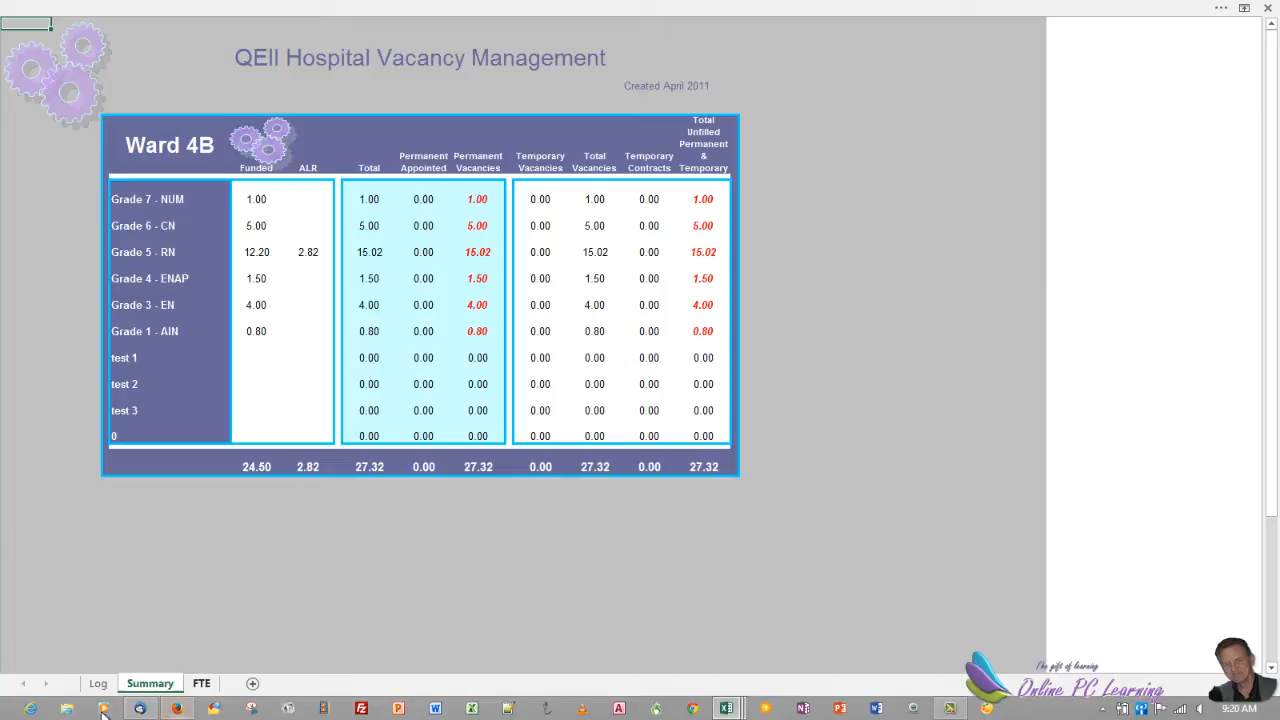 QEII Hospital Vacancy Management
Created April 2011
Ward 4B
Funded ALR Total Permanent Appointed Permanent Vacancies Temporary Vacancies Total Vacancies Temporary Contracts Total Unfilled Permanent & Temporary
Grade 7 - NUM 1.00 1.00 0.00 1.00 0.00 1.00 0.00 1.00
Grade 6 - CN 5.00 5.00 0.00 5.00 0.00 5.00 0.00 5.00
Grade 5 - RN 12.20 2.82 15.02 0.00 15.02 0.00 15.02 0.00 15.02
Grade 4 - ENAP 1.50 1.50 0.00 1.50 0.00 1.50 0.00 1.50
Grade 3 - EN 4.00 4.00 0.00 4.00 0.00 4.00 0.00 4.00
Grade 1 - AIN 0.80 0.80 0.00 0.80 0.00 0.80 0.00 0.80
test 1 0.00 0.00 0.00 0.00 0.00 0.00 0.00
test 2 0.00 0.00 0.00 0.00 0.00 0.00 0.00
test 3 0.00 0.00 0.00 0.00 0.00 0.00 0.00
0 0.00 0.00 0.00 0.00 0.00 0.00 0.00
24.50 2.82 27.32 0.00 27.32 0.00 27.32 0.00 27.32
The gift of learning
Online PC Learning
Log Summary FTE
9:20 AM